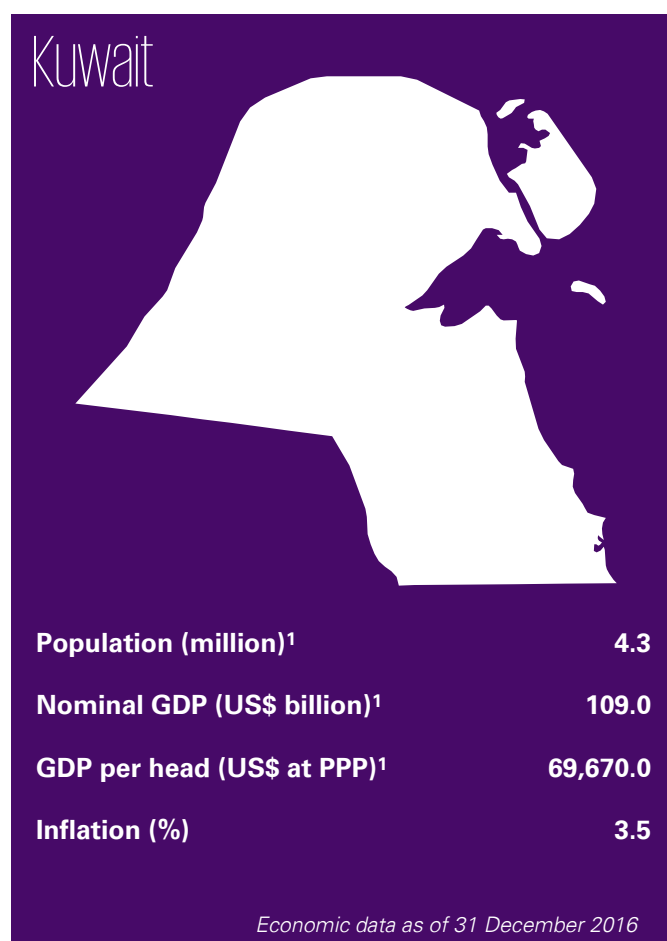 Kuwait
Population (million)¹ 4.3
Nominal GDP (US$ billion)¹ 109.0
GDP per head (US$ at PPP)¹ 69,670.0
Inflation (%) 3.5
Economic data as of 31 December 2016